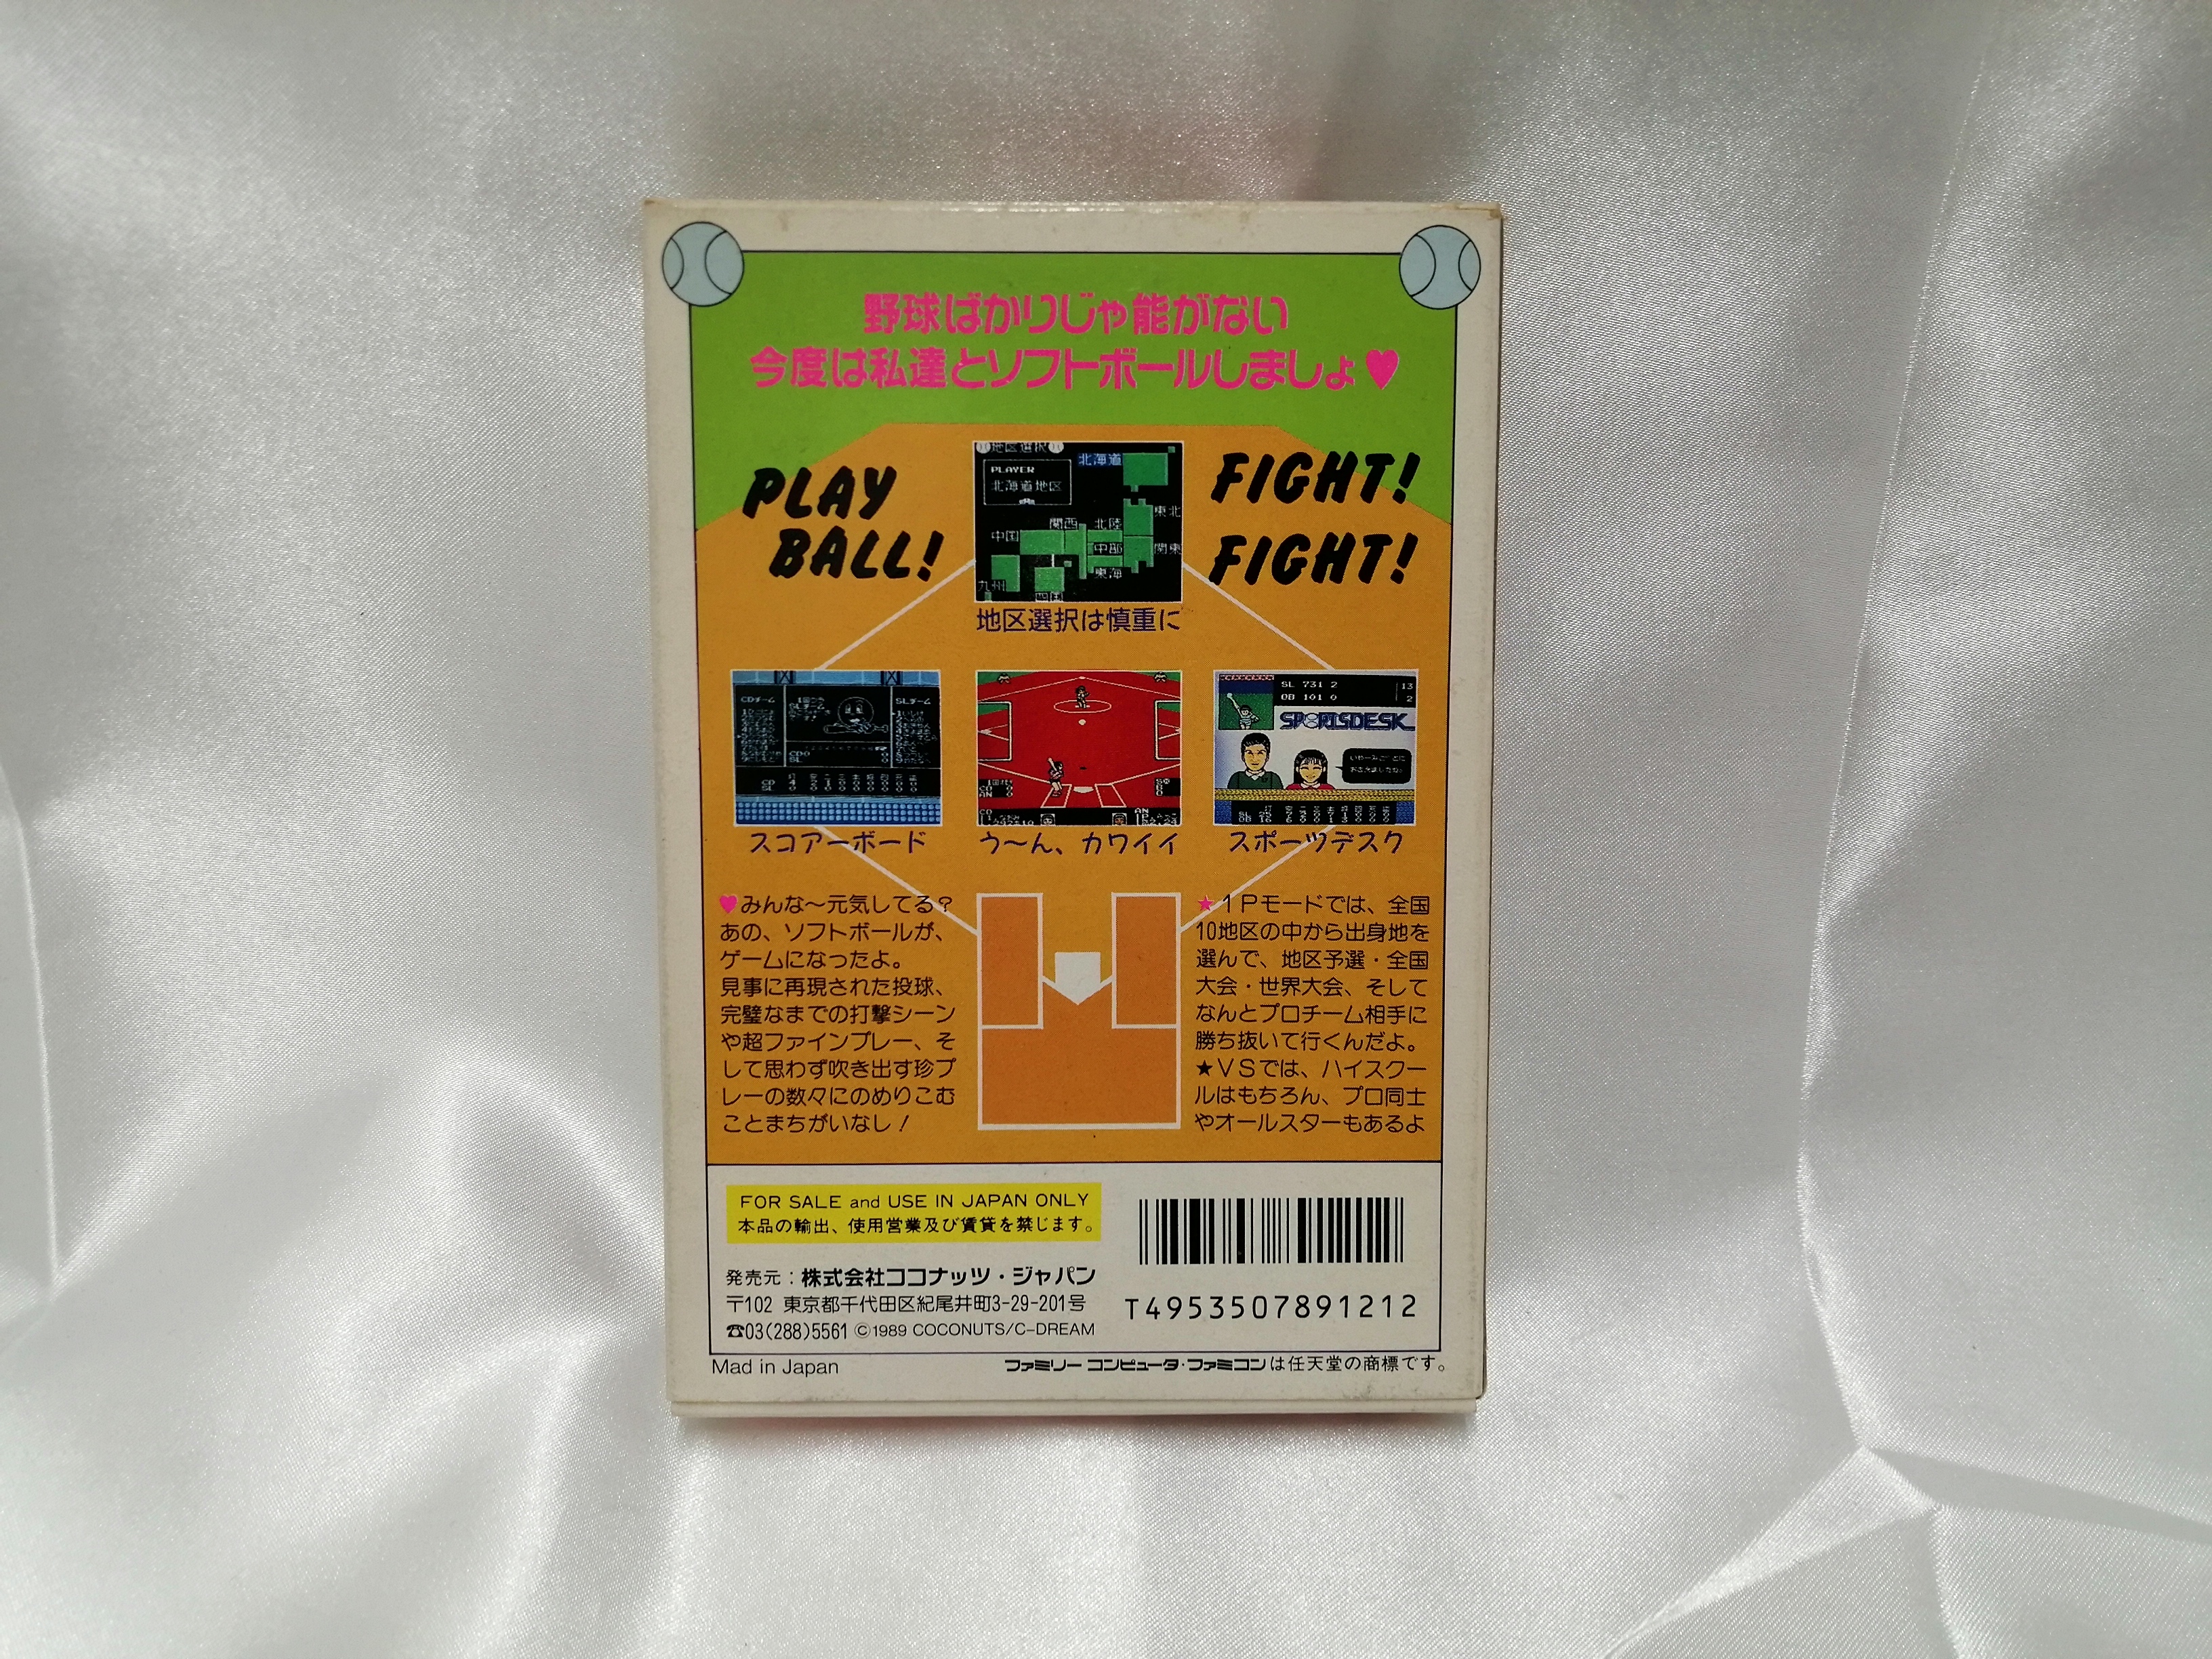 野球ばかりじゃ能がない
今度は私達とソフトボールしましょ♥
PLAY
BALL!
FIGHT!
FIGHT!
地区選択
PLAYER
北海道地区
北海道
東北
関西
北陸
中国
中部
関東
東海
九州
四国
地区選択は慎重に
CDチーム
SLチーム
スコアーボード
う〜ん、カワイイ
SL 731 2
OB 101 0
13
2
SPORTSDESK
スポーツデスク
♥みんな〜元気してる?
あの、ソフトボールが、
ゲームになったよ。
見事に再現された投球、
完璧なまでの打撃シーン
や超ファインプレー、そ
して思わず吹き出す珍プ
レーの数々にのめりこむ
ことまちがいなし!
★1Pモードでは、全国
10地区の中から出身地を
選んで、地区予選・全国
大会・世界大会、そして
なんとプロチーム相手に
勝ち抜いて行くんだよ。
★VSでは、ハイスクー
ルはもちろん、プロ同士
やオールスターもあるよ
FOR SALE and USE IN JAPAN ONLY
本品の輸出、使用営業及び賃貸を禁じます。
発売元:株式会社ココナッツ・ジャパン
〒102 東京都千代田区紀尾井町3-29-201号
☎03(288)5561 ©1989 COCONUTS/C-DREAM
T4953507891212
Mad in Japan
ファミリーコンピュータ・ファミコンは任天堂の商標です。